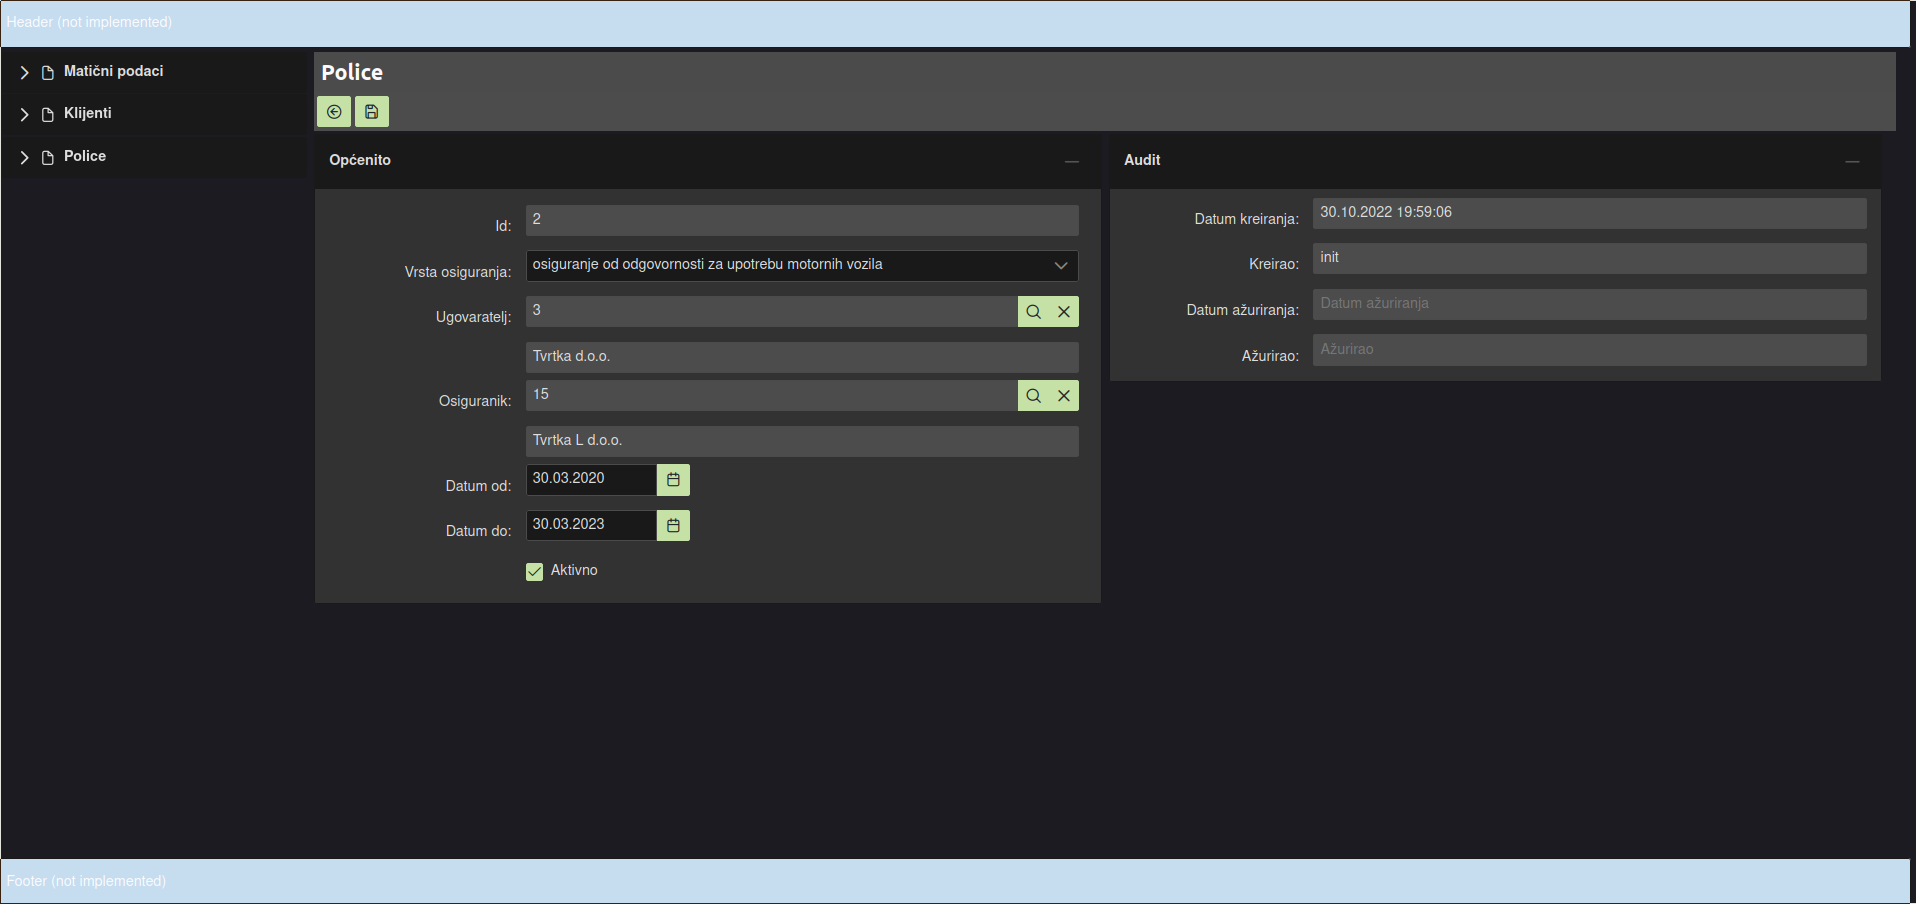 Header (not implemented)
Matični podaci
Klijenti
Police
Police
Općenito
Id: 2
Vrsta osiguranja: osiguranje od odgovornosti za upotrebu motornih vozila
Ugovaratelj: 3
Tvrtka d.o.o.
Osiguranik: 15
Tvrtka L d.o.o.
Datum od: 30.03.2020
Datum do: 30.03.2023
Aktivno
Audit
Datum kreiranja: 30.10.2022 19:59:06
Kreirao: init
Datum ažuriranja: Datum ažuriranja
Ažurirao: Ažurirao
Footer (not implemented)